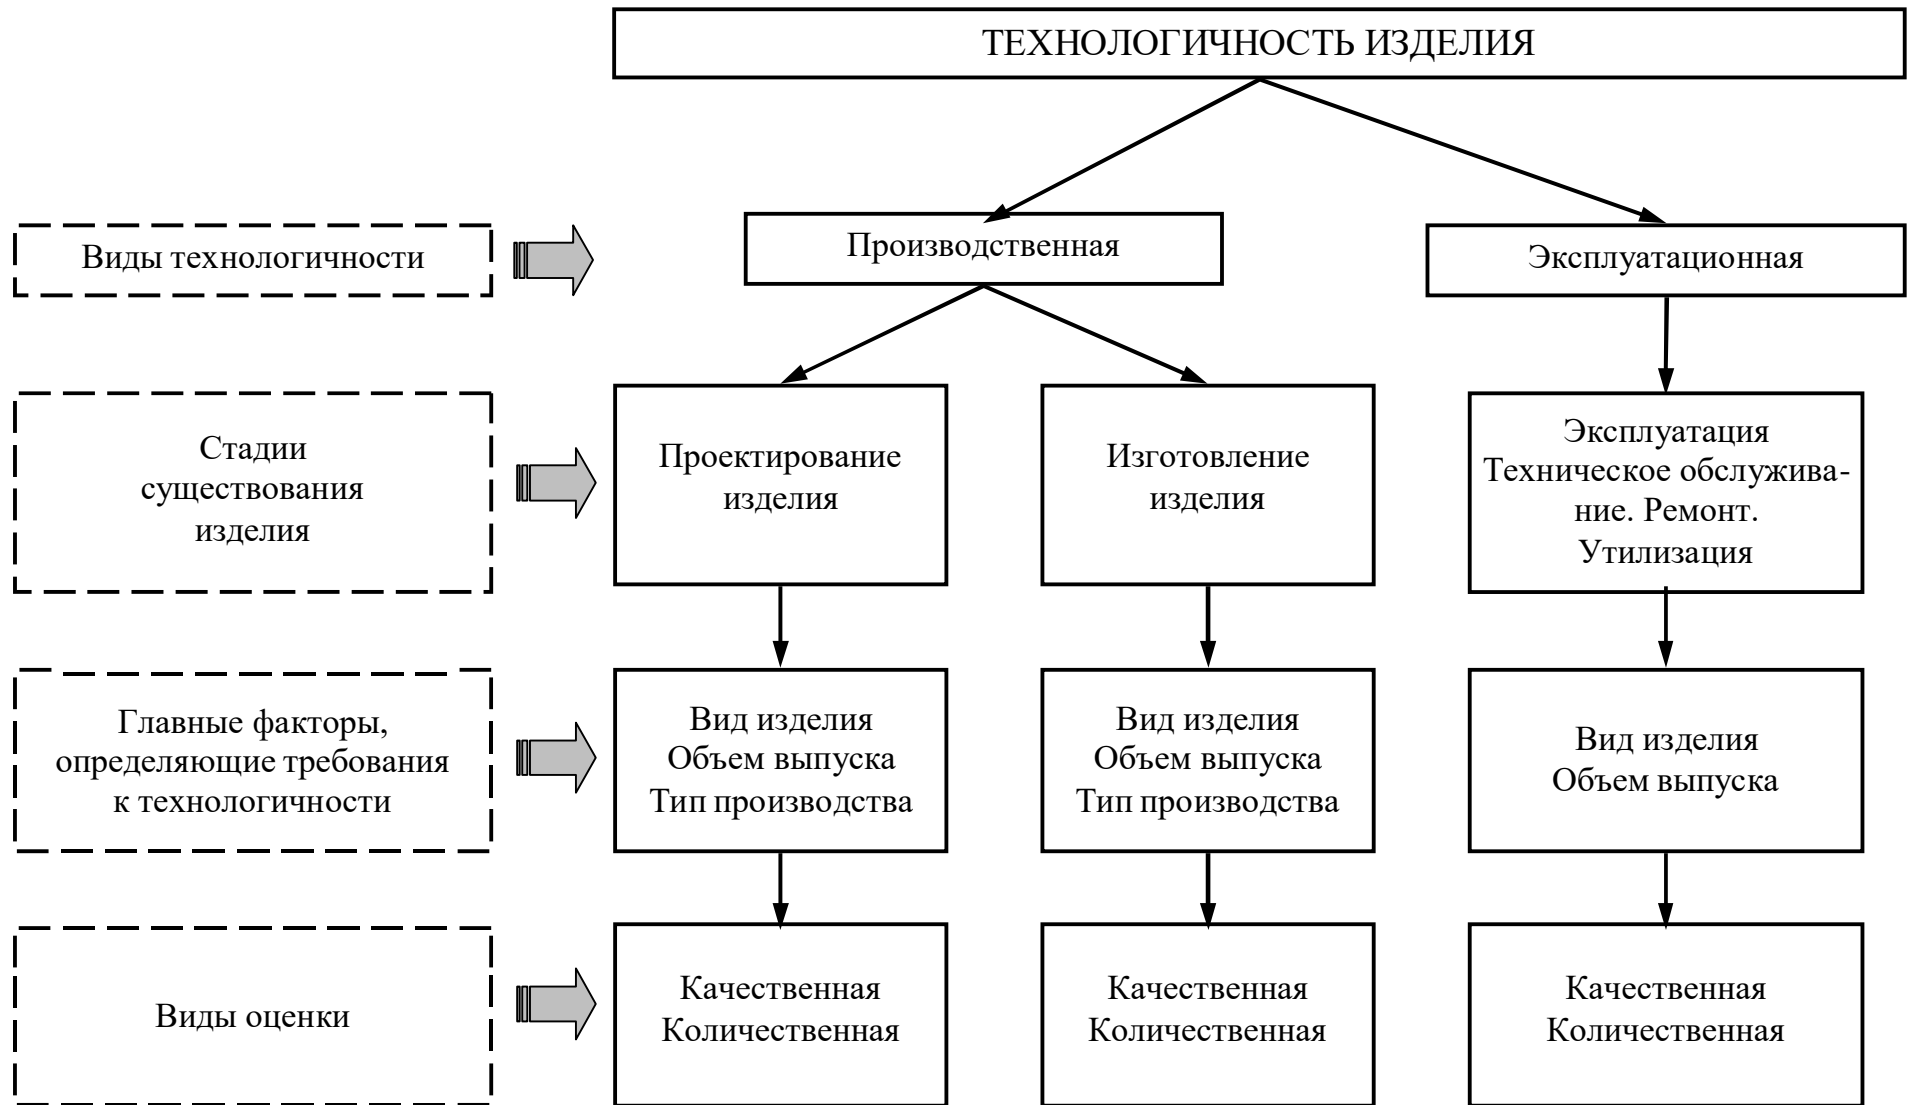 ТЕХНОЛОГИЧНОСТЬ ИЗДЕЛИЯ
Виды технологичности
Производственная
Эксплуатационная
Стадии
существования
изделия
Проектирование
изделия
Изготовление
изделия
Эксплуатация
Техническое обслужива-
ние. Ремонт.
Утилизация
Главные факторы,
определяющие требования
к технологичности
Вид изделия
Объем выпуска
Тип производства
Вид изделия
Объем выпуска
Тип производства
Вид изделия
Объем выпуска
Виды оценки
Качественная
Количественная
Качественная
Количественная
Качественная
Количественная